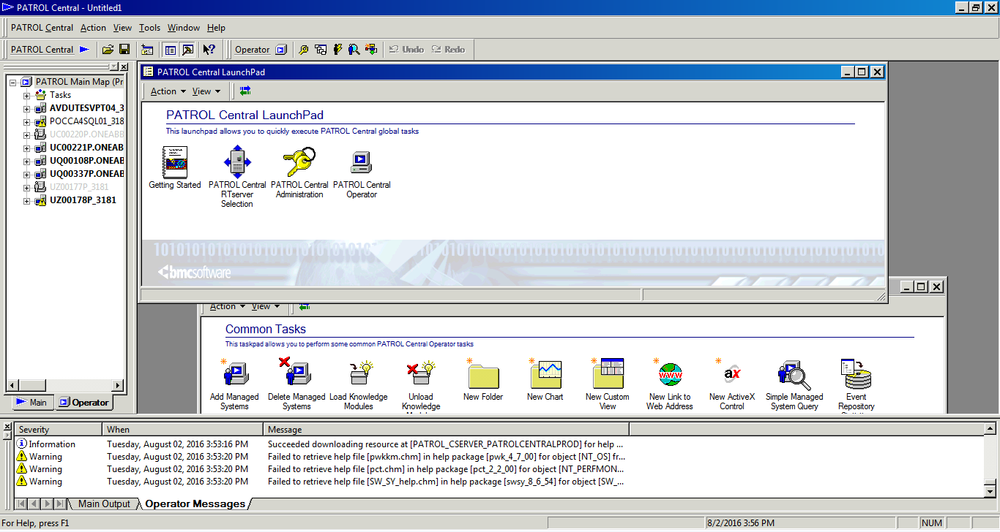 PATROL Central - Untitled1
PATROL Central Action View Tools Window Help
PATROL Central Operator Undo Redo
PATROL Main Map (Pr
Tasks
AVDUTESVPT04_3
POCCA4SQL01_318
UC00220P.ONEABB
UC00221P.ONEAB
UQ00108P.ONEAB
UQ00337P.ONEAB
UZ00177P_3181
UZ00178P_3181
Main Operator
PATROL Central LaunchPad
Action View
PATROL Central LaunchPad
This launchpad allows you to quickly execute PATROL Central global tasks
Getting Started
PATROL Central
RTserver
Selection
PATROL Central
Administration
PATROL Central
Operator
bmcsoftware
Action View
Common Tasks
This taskpad allows you to perform some common PATROL Central Operator tasks
Add Managed
Systems
Delete Managed
Systems
Load Knowledge
Modules
Unload
Knowledge
New Folder
New Chart
New Custom
View
www
New Link to
Web Address
ax
New ActiveX
Control
Simple Managed
System Query
Event
Repository
Severity When Message
Information Tuesday, August 02, 2016 3:53:16 PM Succeeded downloading resource at [PATROL_CSERVER_PATROLCENTRALPROD] for help ...
Warning Tuesday, August 02, 2016 3:53:20 PM Failed to retrieve help file [pwkkm.chm] in help package [pwk_4_7_00] for object [NT_OS] fr...
Warning Tuesday, August 02, 2016 3:53:20 PM Failed to retrieve help file [pct.chm] in help package [pct_2_2_00] for object [NT_PERFMON...
Warning Tuesday, August 02, 2016 3:53:20 PM Failed to retrieve help file [SW_SY_help.chm] in help package [swsy_8_6_54] for object [SW_...
Main Output Operator Messages
For Help, press F1 8/2/2016 3:56 PM NUM